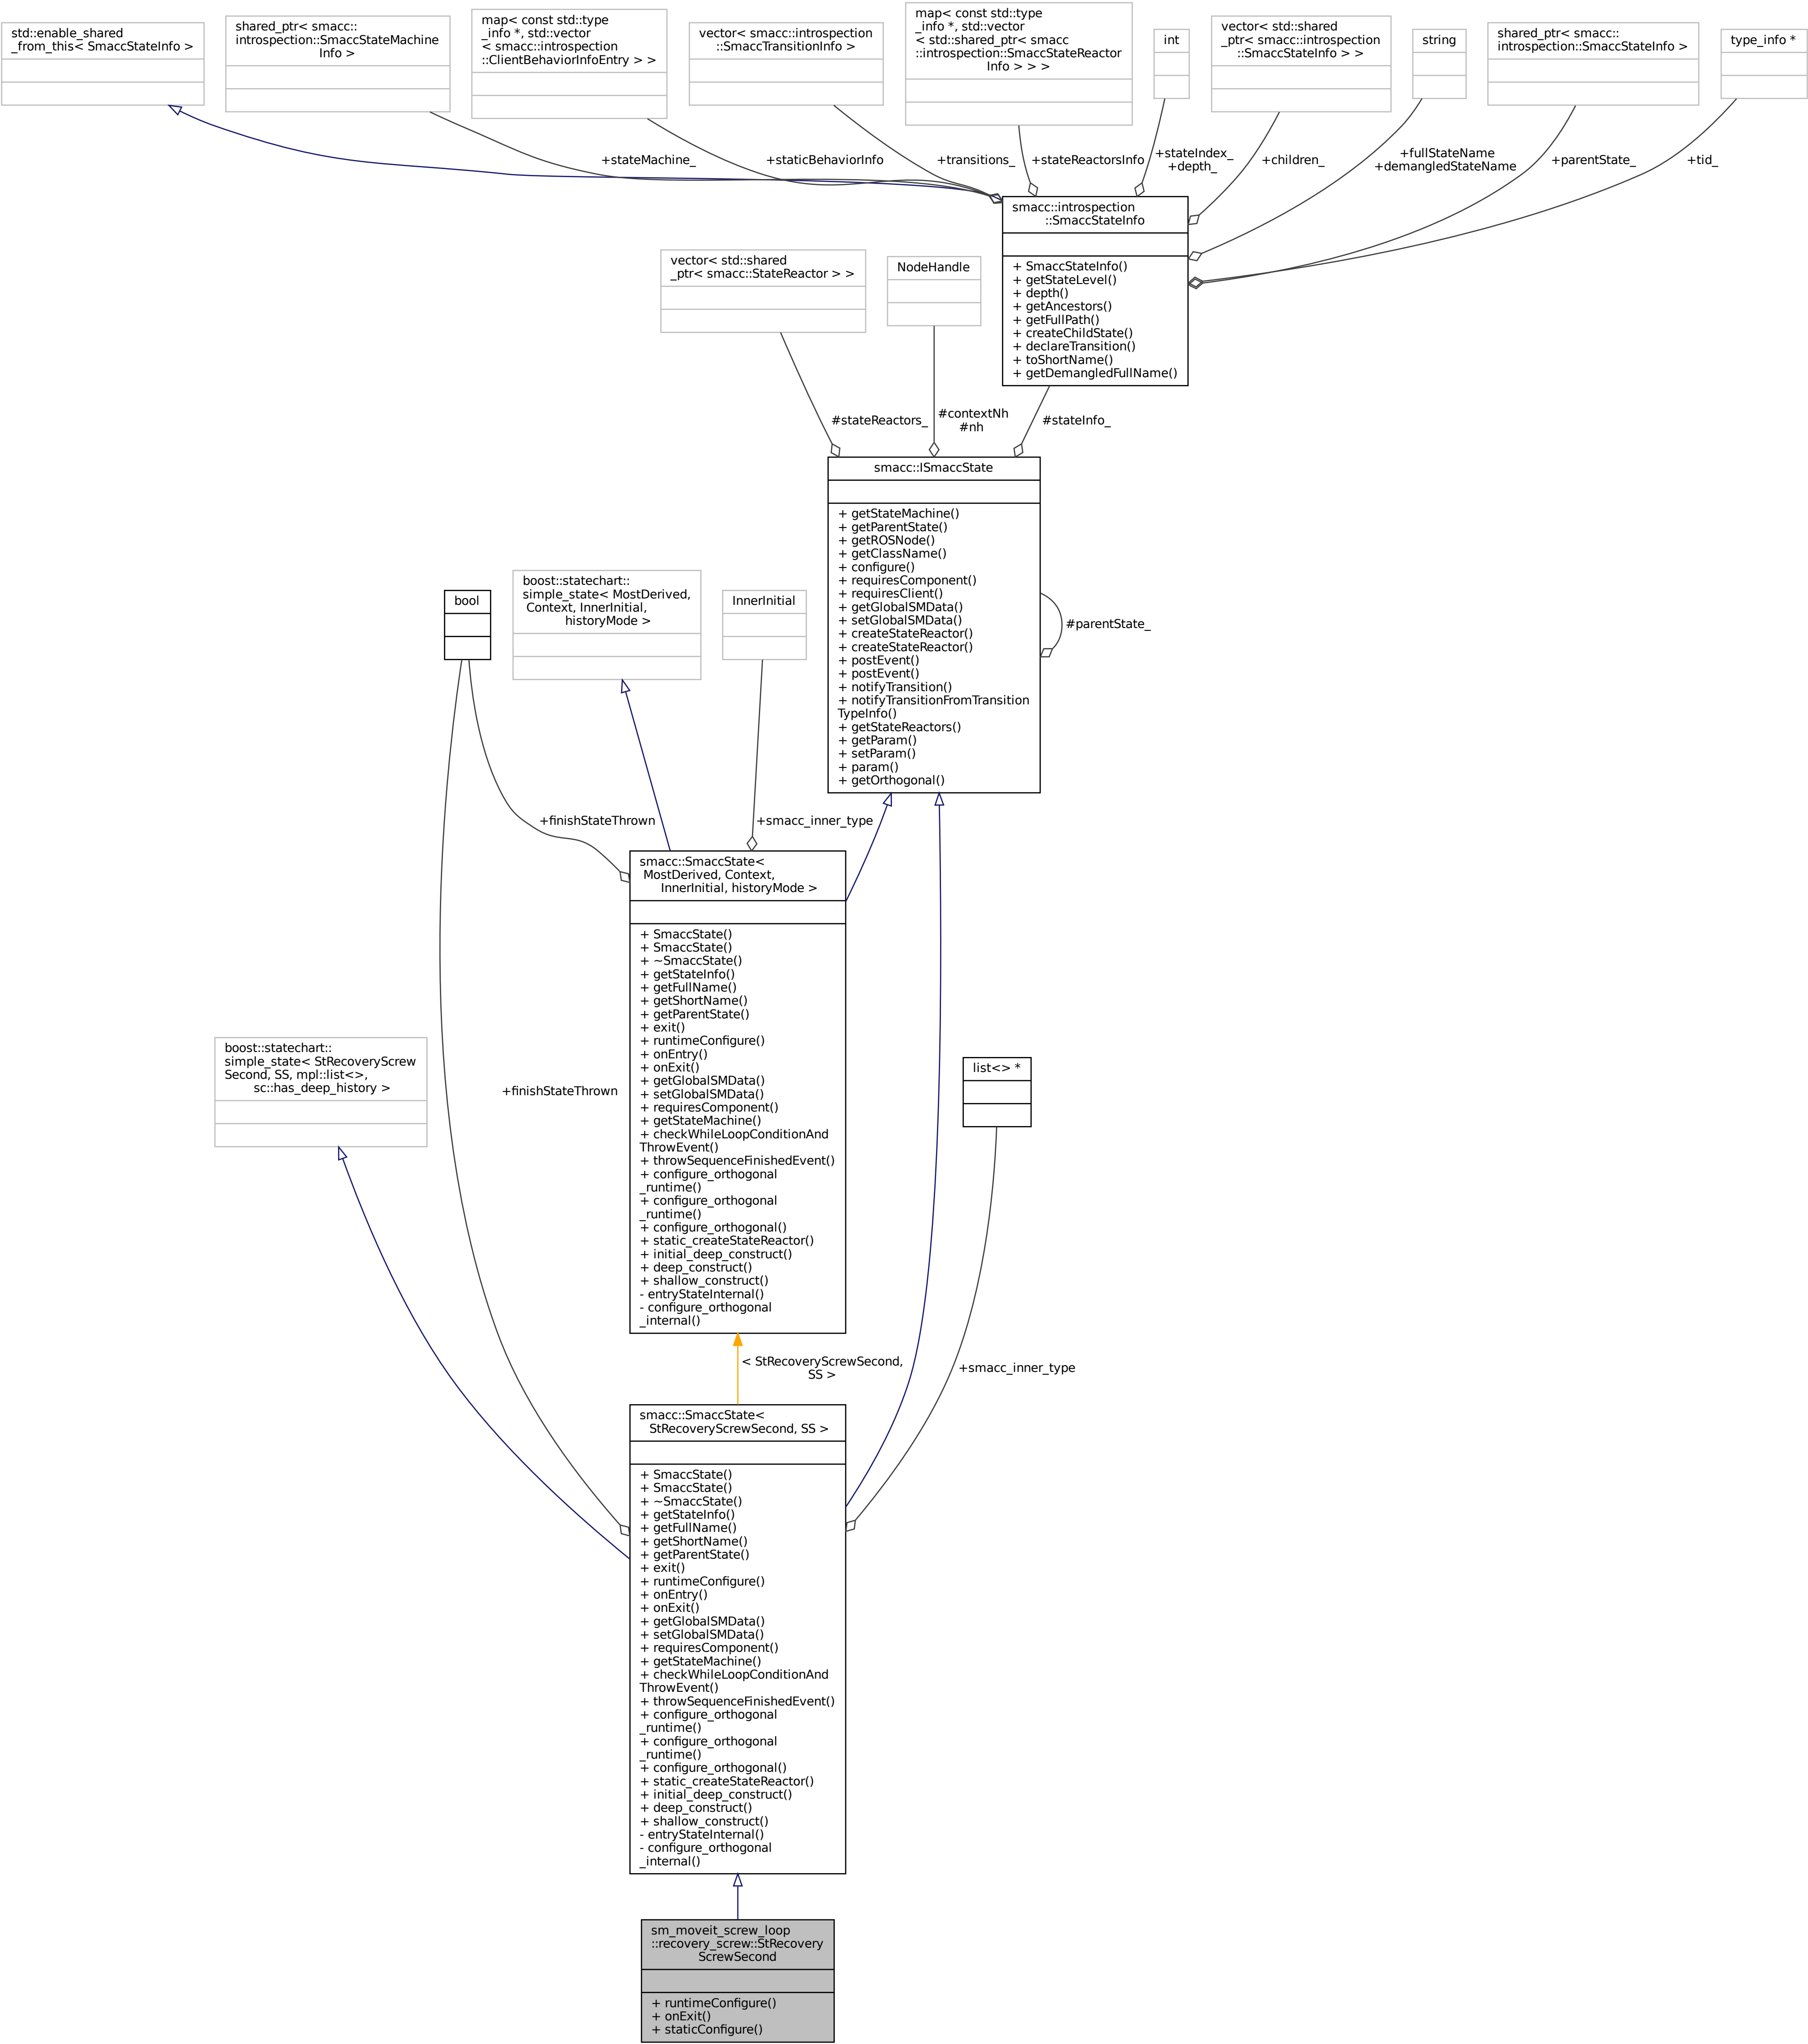 std::enable_shared
_from_this< SmaccStateInfo >
shared_ptr< smacc::
introspection::SmaccStateMachine
Info >
map< const std::type
_info *, std::vector
< smacc::introspection
::ClientBehaviorInfoEntry > >
vector< smacc::introspection
::SmaccTransitionInfo >
map< const std::type
_info *, std::vector
< std::shared_ptr< smacc
::introspection::SmaccStateReactor
Info > > >
int
vector< std::shared
_ptr< smacc::introspection
::SmaccStateInfo > >
string
shared_ptr< smacc::
introspection::SmaccStateInfo >
type_info *
+stateMachine_
+staticBehaviorInfo
+transitions_
+stateReactorsInfo
+stateIndex_
+depth_
+children_
+fullStateName
+demangledStateName
+parentState_
+tid_
smacc::introspection
::SmaccStateInfo
+ SmaccStateInfo()
+ getStateLevel()
+ depth()
+ getAncestors()
+ getFullPath()
+ createChildState()
+ declareTransition()
+ toShortName()
+ getDemangledFullName()
vector< std::shared
_ptr< smacc::StateReactor > >
NodeHandle
#stateReactors_
#contextNh
#nh
#stateInfo_
smacc::ISmaccState
+ getStateMachine()
+ getParentState()
+ getROSNode()
+ getClassName()
+ configure()
+ requiresComponent()
+ requiresClient()
+ getGlobalSMData()
+ setGlobalSMData()
+ createStateReactor()
+ createStateReactor()
+ postEvent()
+ postEvent()
+ notifyTransition()
+ notifyTransitionFromTransition
TypeInfo()
+ getStateReactors()
+ getParam()
+ setParam()
+ param()
+ getOrthogonal()
#parentState_
bool
boost::statechart::
simple_state< MostDerived,
Context, InnerInitial,
historyMode >
InnerInitial
+finishStateThrown
+smacc_inner_type
smacc::SmaccState<
MostDerived, Context,
InnerInitial, historyMode >
+ SmaccState()
+ SmaccState()
+ ~SmaccState()
+ getStateInfo()
+ getFullName()
+ getShortName()
+ getParentState()
+ exit()
+ runtimeConfigure()
+ onEntry()
+ onExit()
+ getGlobalSMData()
+ setGlobalSMData()
+ requiresComponent()
+ getStateMachine()
+ checkWhileLoopConditionAnd
ThrowEvent()
+ throwSequenceFinishedEvent()
+ configure_orthogonal
_runtime()
+ configure_orthogonal
_runtime()
+ configure_orthogonal()
+ static_createStateReactor()
+ initial_deep_construct()
+ deep_construct()
+ shallow_construct()
- entryStateInternal()
- configure_orthogonal
_internal()
boost::statechart::
simple_state< StRecoveryScrew
Second, SS, mpl::list<>,
sc::has_deep_history >
+finishStateThrown
list<> *
< StRecoveryScrewSecond,
SS >
+smacc_inner_type
smacc::SmaccState<
StRecoveryScrewSecond, SS >
+ SmaccState()
+ SmaccState()
+ ~SmaccState()
+ getStateInfo()
+ getFullName()
+ getShortName()
+ getParentState()
+ exit()
+ runtimeConfigure()
+ onEntry()
+ onExit()
+ getGlobalSMData()
+ setGlobalSMData()
+ requiresComponent()
+ getStateMachine()
+ checkWhileLoopConditionAnd
ThrowEvent()
+ throwSequenceFinishedEvent()
+ configure_orthogonal
_runtime()
+ configure_orthogonal
_runtime()
+ configure_orthogonal()
+ static_createStateReactor()
+ initial_deep_construct()
+ deep_construct()
+ shallow_construct()
- entryStateInternal()
- configure_orthogonal
_internal()
sm_moveit_screw_loop
::recovery_screw::StRecovery
ScrewSecond
+ runtimeConfigure()
+ onExit()
+ staticConfigure()